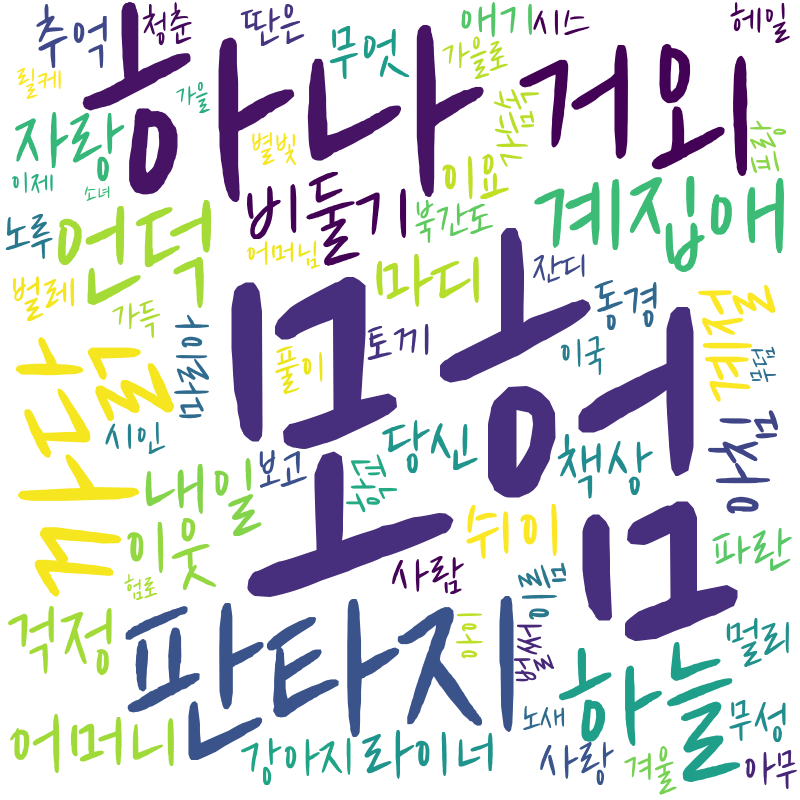 추억
청춘
딴은
무엇
애기
시스
헤일
릴케
가을
하나
가을로
거외
자랑
별빛
이요
이제
소녀
비둘기
북간도
계집애
노루
언덕
어머님
마디
잔디
벌레
가득
동경
계절
모험
토끼
이국
풀이
까닭
시인
당신
책상
아침
내일
보고
이웃
쉬이
파란
험로
사람
걱정
판타지
하늘
멀리
어머니
강아지
라이너
노새
무성
사랑
겨울
아무